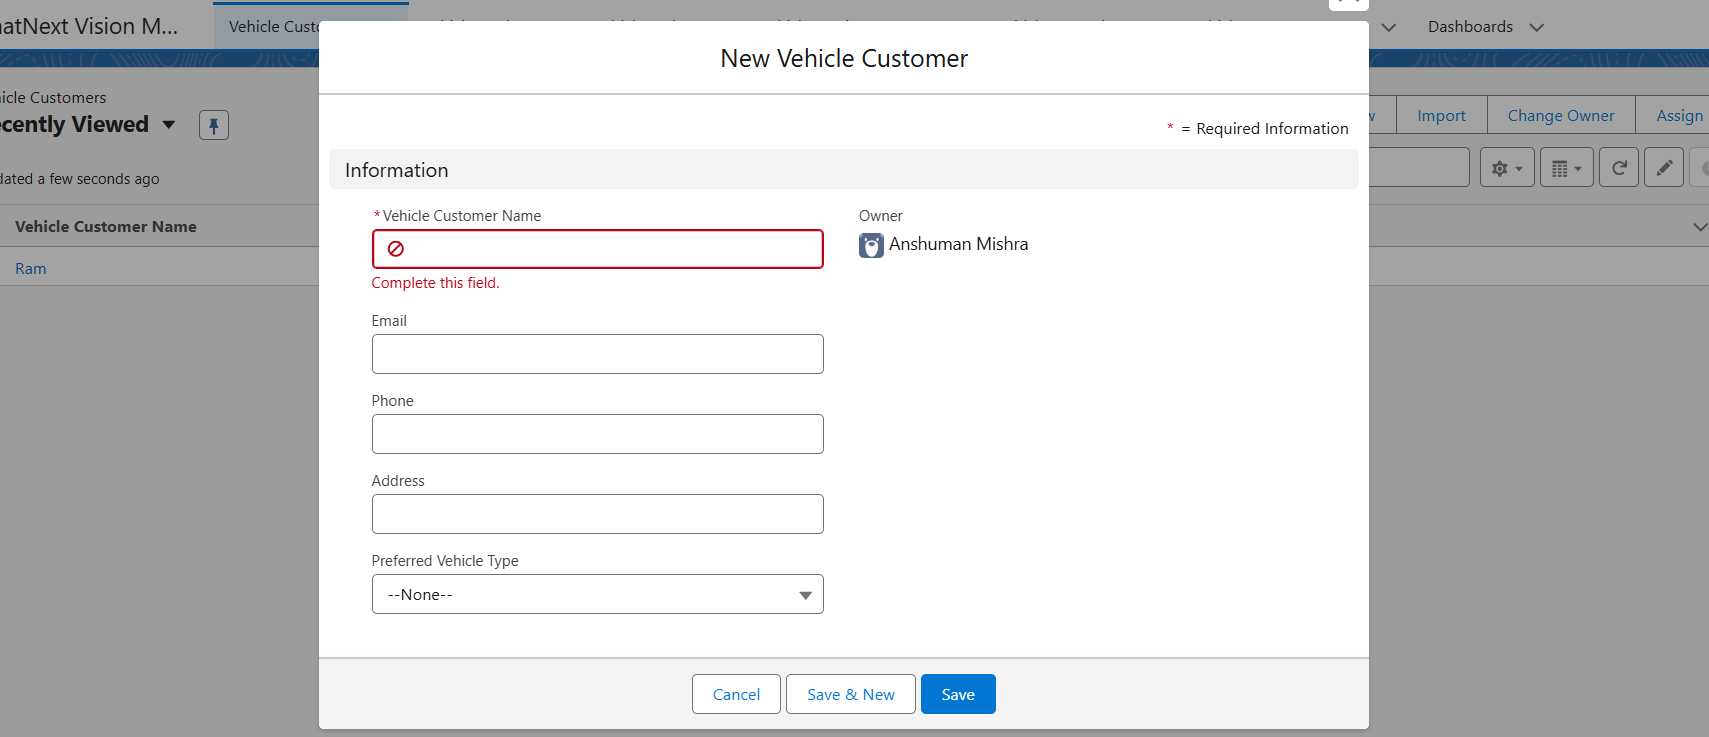 natNext Vision M...
Vehicle Custo
Dashboards
New Vehicle Customer
icle Customers
cently Viewed
Import
Change Owner
Assign
* = Required Information
Information
dated a few seconds ago
*Vehicle Customer Name
Owner
Anshuman Mishra
Complete this field.
Vehicle Customer Name
Ram
Email
Phone
Address
Preferred Vehicle Type
--None--
Cancel
Save & New
Save